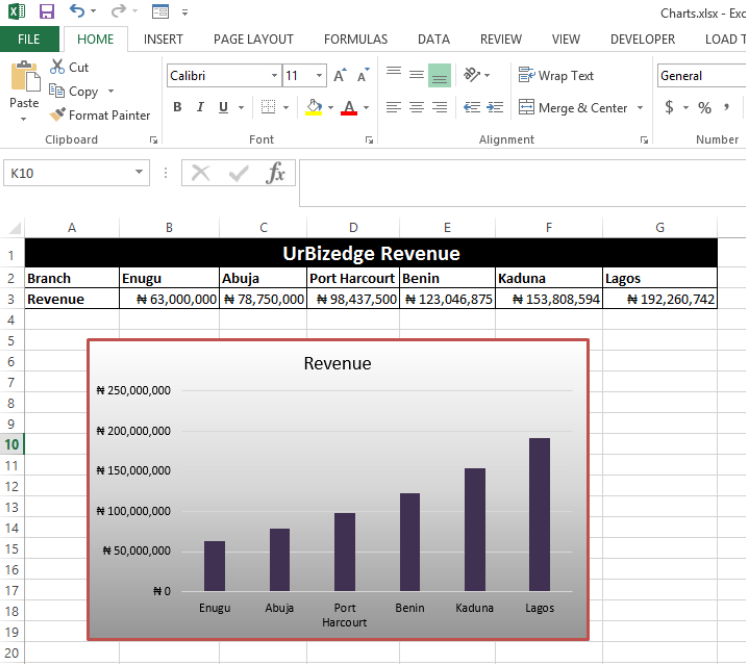 Charts.xlsx - Exc
FILE HOME INSERT PAGE LAYOUT FORMULAS DATA REVIEW VIEW DEVELOPER LOAD T
Paste
Cut
Copy
Format Painter
Clipboard
Calibri 11
B I U A
Font
Wrap Text
Merge & Center
Alignment
General
$ % ,
Number
K10 fx
A B C D E F G
1 UrBizedge Revenue
2 Branch Enugu Abuja Port Harcourt Benin Kaduna Lagos
3 Revenue ₦ 63,000,000 ₦ 78,750,000 ₦ 98,437,500 ₦ 123,046,875 ₦ 153,808,594 ₦ 192,260,742
4
5
6
7
8
9
10
11
12
13
14
15
16
17
18
19
20
Revenue
₦ 250,000,000
₦ 200,000,000
₦ 150,000,000
₦ 100,000,000
₦ 50,000,000
₦ 0
Enugu Abuja Port Harcourt Benin Kaduna Lagos